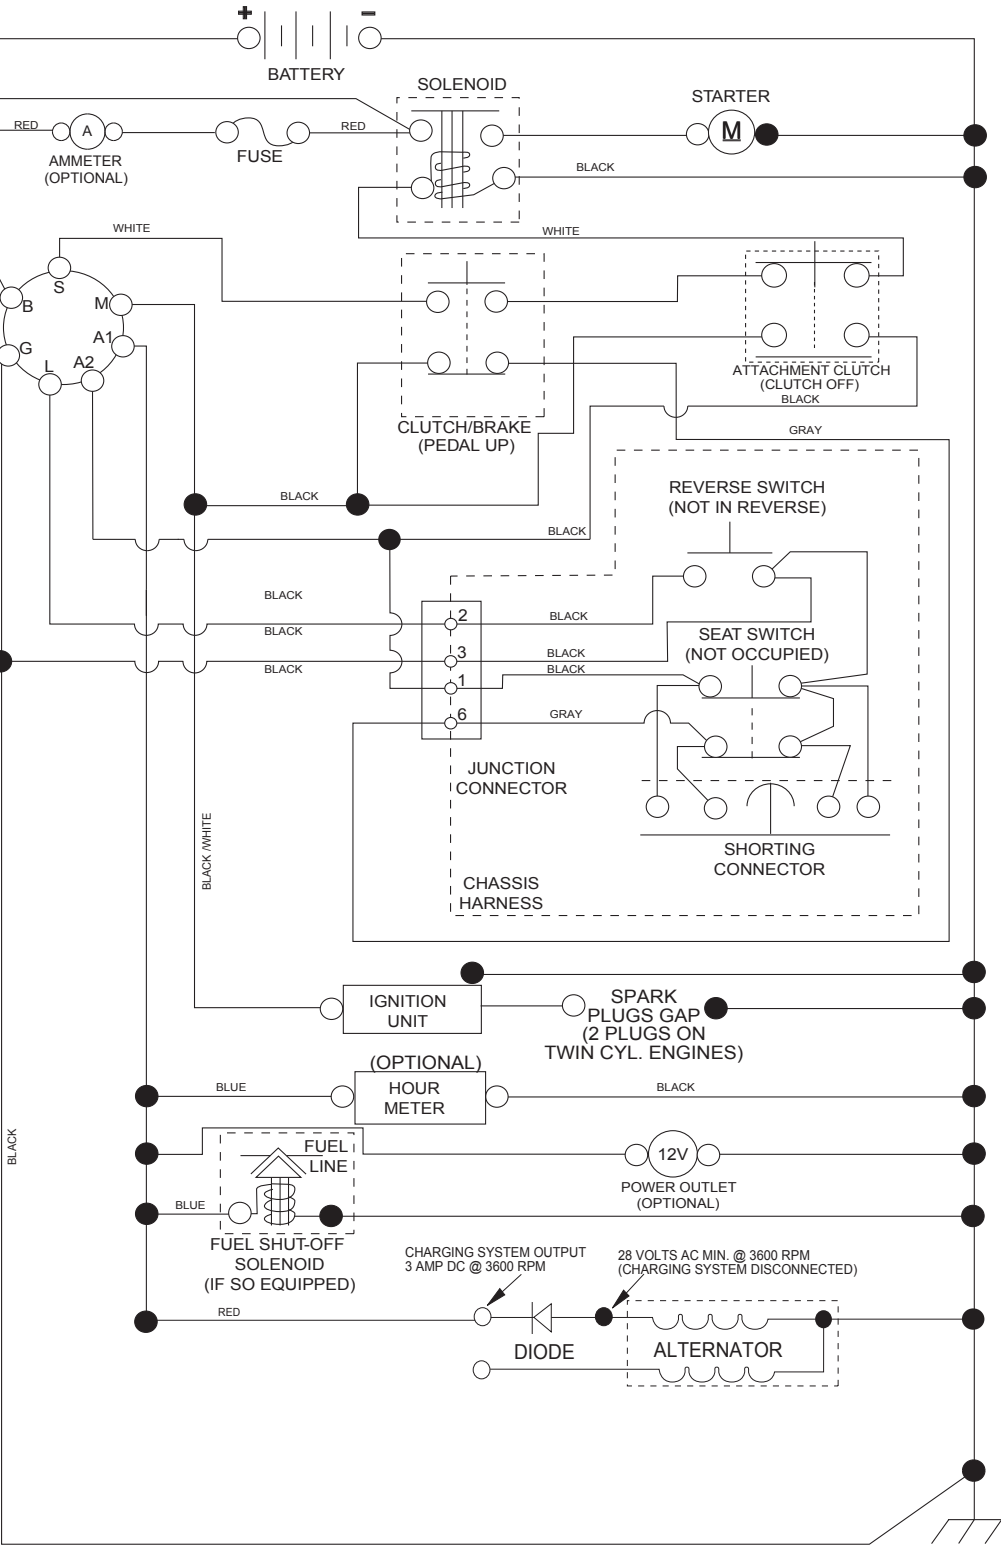 +
-
BATTERY
SOLENOID
STARTER
RED
A
AMMETER
(OPTIONAL)
FUSE
RED
M
BLACK
WHITE
WHITE
S
B
M
A1
G
L
A2
CLUTCH/BRAKE
(PEDAL UP)
ATTACHMENT CLUTCH
(CLUTCH OFF)
BLACK
GRAY
REVERSE SWITCH
(NOT IN REVERSE)
BLACK
BLACK
BLACK
BLACK
BLACK
2
BLACK
SEAT SWITCH
(NOT OCCUPIED)
3
BLACK
BLACK
1
6
GRAY
JUNCTION
CONNECTOR
SHORTING
CONNECTOR
BLACK /WHITE
CHASSIS
HARNESS
IGNITION
UNIT
SPARK
PLUGS GAP
(2 PLUGS ON
TWIN CYL. ENGINES)
(OPTIONAL)
BLUE
HOUR
METER
BLACK
BLACK
FUEL
LINE
12V
POWER OUTLET
(OPTIONAL)
BLUE
FUEL SHUT-OFF
SOLENOID
(IF SO EQUIPPED)
CHARGING SYSTEM OUTPUT
3 AMP DC @ 3600 RPM
28 VOLTS AC MIN. @ 3600 RPM
(CHARGING SYSTEM DISCONNECTED)
RED
DIODE
ALTERNATOR